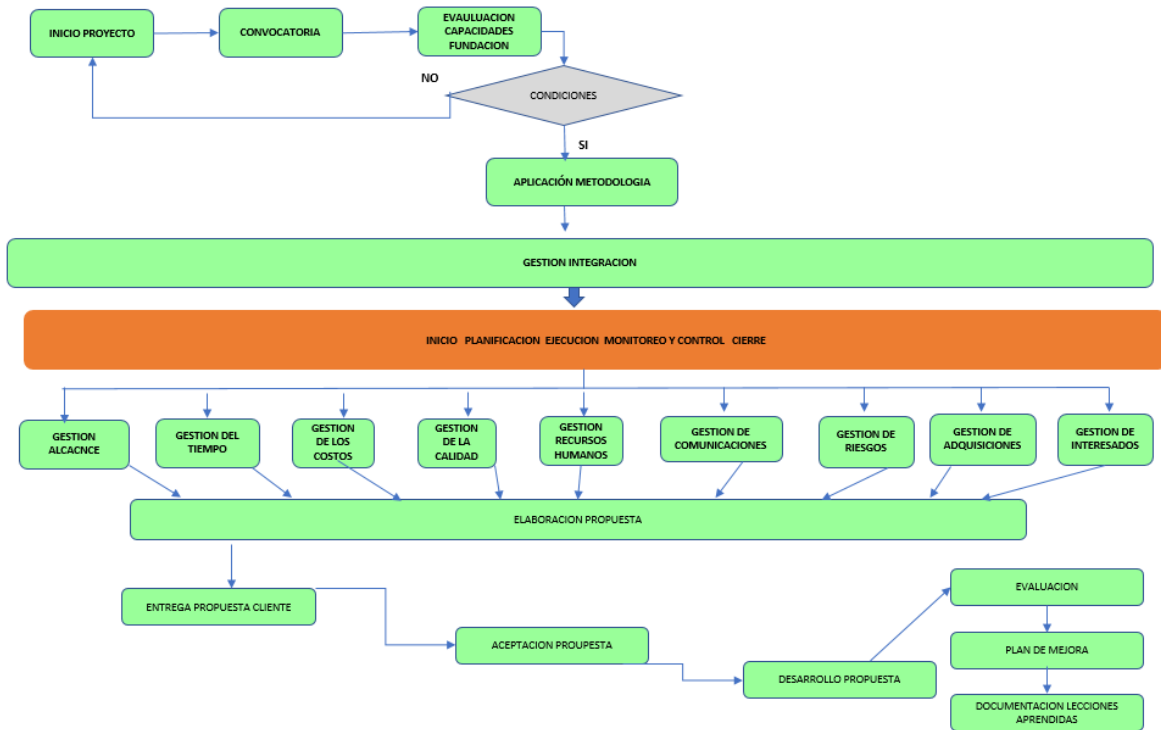 INICIO PROYECTO
CONVOCATORIA
EVAULUACION
CAPACIDADES
FUNDACION
NO
CONDICIONES
SI
APLICACIÓN METODOLOGIA
GESTION INTEGRACION
INICIO PLANIFICACION EJECUCION MONITOREO Y CONTROL CIERRE
GESTION
ALCACNCE
GESTION DEL
TIEMPO
GESTION
DE LOS
COSTOS
GESTION
DE LA
CALIDAD
GESTION
RECURSOS
HUMANOS
GESTION DE
COMUNICACIONES
GESTION DE
RIESGOS
GESTION DE
ADQUISICIONES
GESTION DE
INTERESADOS
ELABORACION PROPUESTA
ENTREGA PROPUESTA CLIENTE
ACEPTACION PROUPESTA
DESARROLLO PROPUESTA
EVALUACION
PLAN DE MEJORA
DOCUMENTACION LECCIONES
APRENDIDAS